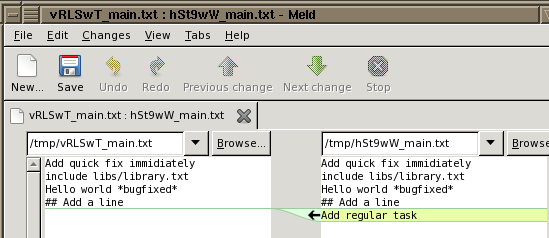 vRLSwT_main.txt : hSt9wW_main.txt - Meld
File Edit Changes View Tabs Help
New... Save Undo Redo Previous change Next change Stop
vRLSwT_main.txt : hSt9wW_main.txt
/tmp/vRLSwT_main.txt Browse... /tmp/hSt9wW_main.txt Brows
Add quick fix immidiately
include libs/library.txt
Hello world *bugfixed*
## Add a line
Add quick fix immidiately
include libs/library.txt
Hello world *bugfixed*
## Add a line
Add regular task